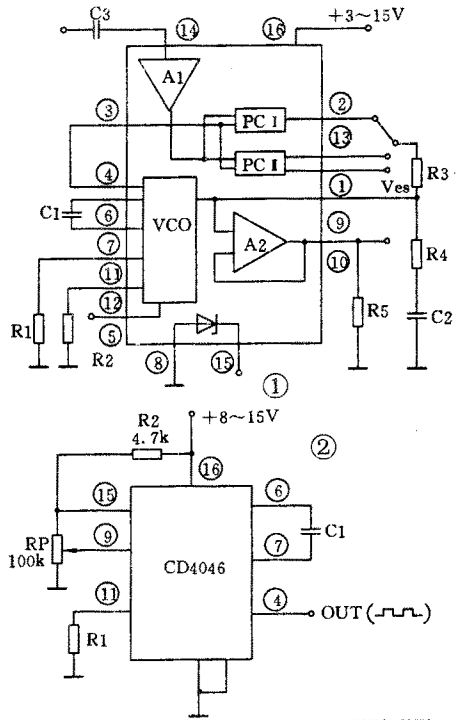 C3
⑭
⑯
+3~15V
A1
③
PC Ⅰ
②
⑬
PC Ⅱ
R3
④
①
Ves
C1
⑥
VCO
⑨
A2
⑦
⑩
R4
⑪
⑫
R1
⑤
R2
R5
C2
⑧
⑮
①
+8~15V
R2
4.7k
②
⑯
⑮
⑥
RP
100k
⑨
C1
⑦
CD4046
⑪
④
OUT(
)
R1